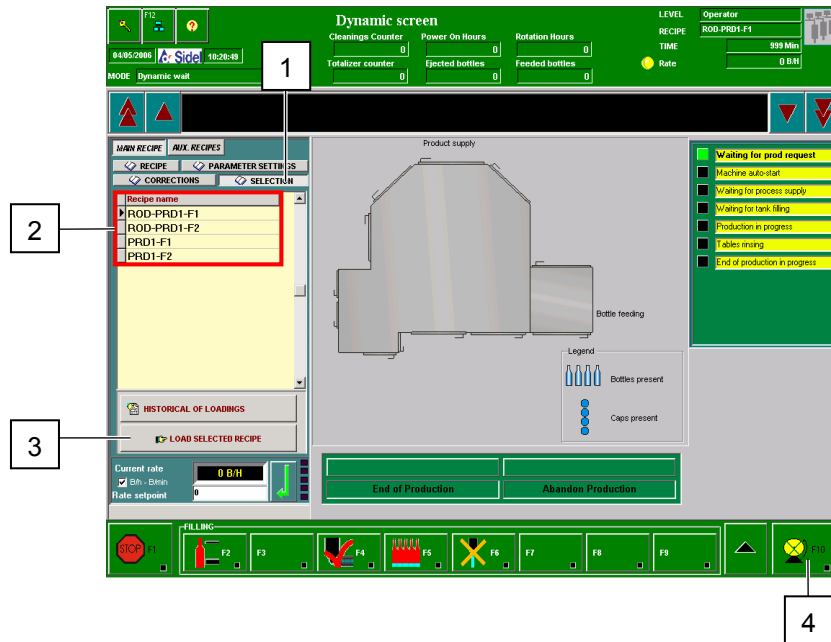 F12
Dynamic screen
LEVEL Operator
Cleanings Counter Power On Hours Rotation Hours
RECIPE ROD-PRD1-F1
0 0 0
TIME 999 Min
04/05/2006 Sidel 10:20:49
Totalizer counter Ejected bottles Feeded bottles
Rate 0 B/H
MODE Dynamic wait
0 0 0
1
MAIN RECIPE AUX. RECIPES
RECIPE PARAMETER SETTINGS
CORRECTIONS SELECTION
2
Recipe name
ROD-PRD1-F1
ROD-PRD1-F2
PRD1-F1
PRD1-F2
HISTORICAL OF LOADINGS
3
LOAD SELECTED RECIPE
Current rate 0 B/H
B/h - B/min
Rate setpoint 0
Product supply
Bottle feeding
Legend
Bottles present
Caps present
End of Production Abandon Production
Waiting for prod request
Machine auto-start
Waiting for process supply
Waiting for tank filling
Production in progress
Tables rinsing
End of production in progress
FILLING
STOP F1 F2 F3 F4 F5 F6 F7 F8 F9 F10
4